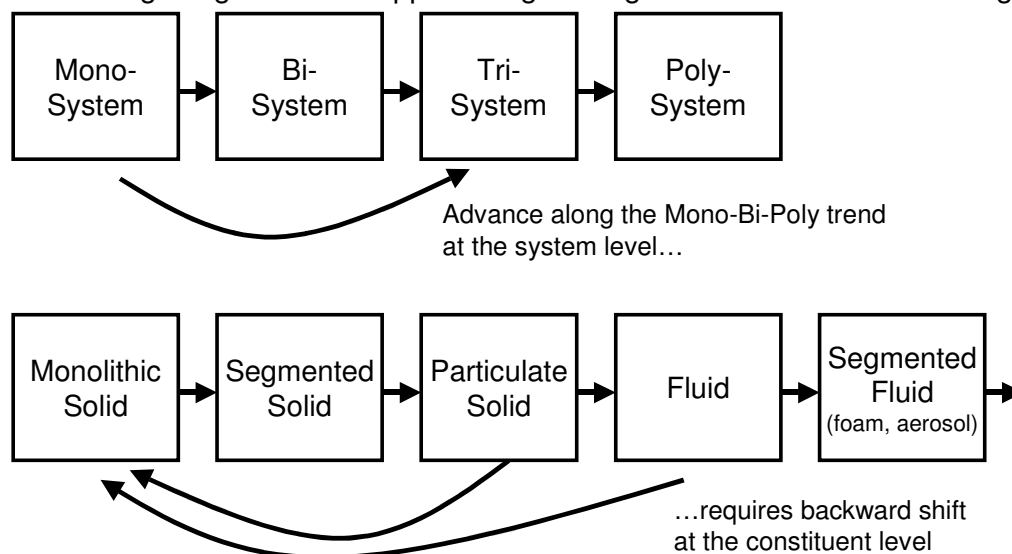 Mono-
System
Bi-
System
Tri-
System
Poly-
System
Advance along the Mono-Bi-Poly trend
at the system level…
Monolithic
Solid
Segmented
Solid
Particulate
Solid
Fluid
Segmented
Fluid
(foam, aerosol)
…requires backward shift
at the constituent level